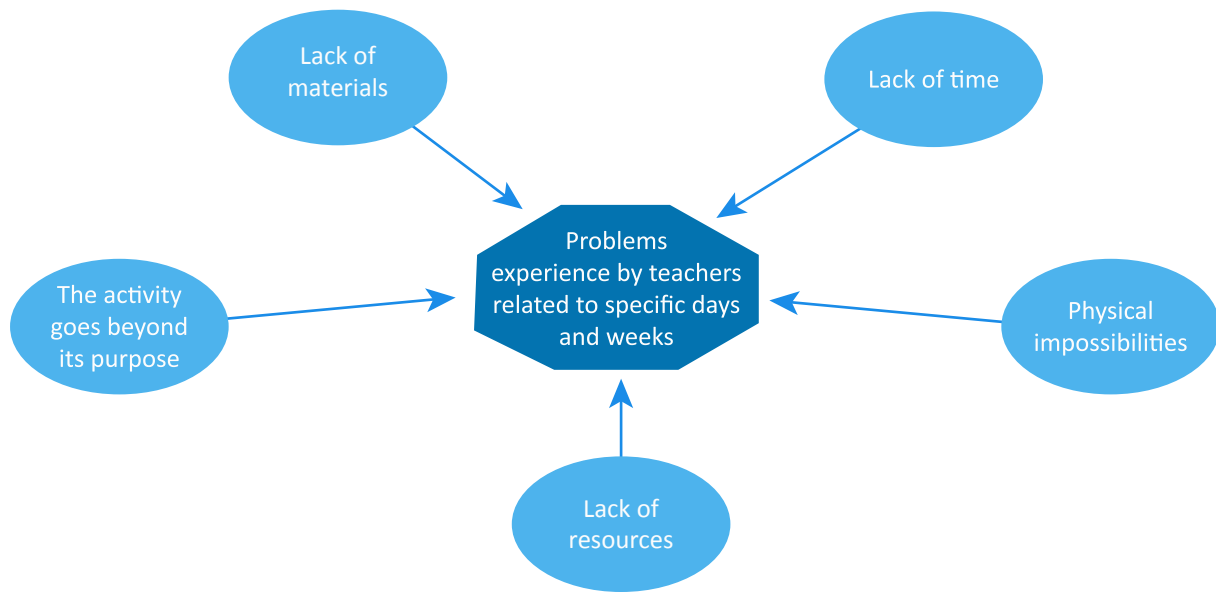 Lack of
materials
Lack of time
Problems
experience by teachers
related to specific days
and weeks
The activity
goes beyond
its purpose
Physical
impossibilities
Lack of
resources